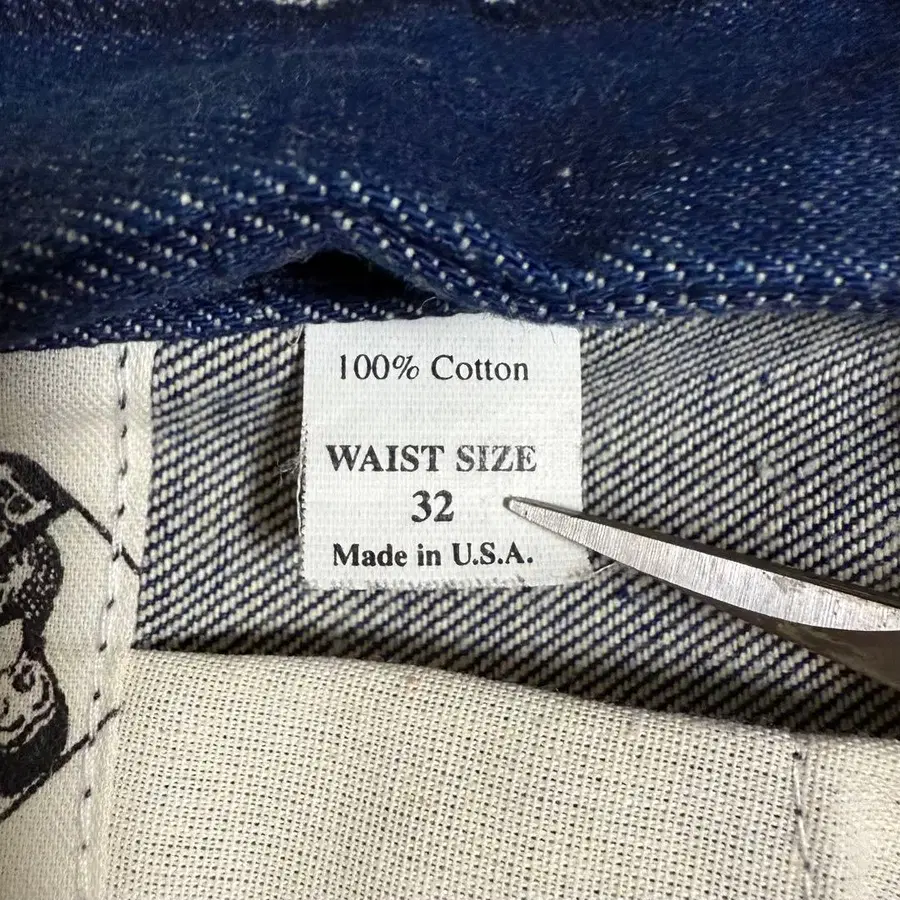 100% Cotton
WAIST SIZE
32
Made in U.S.A.